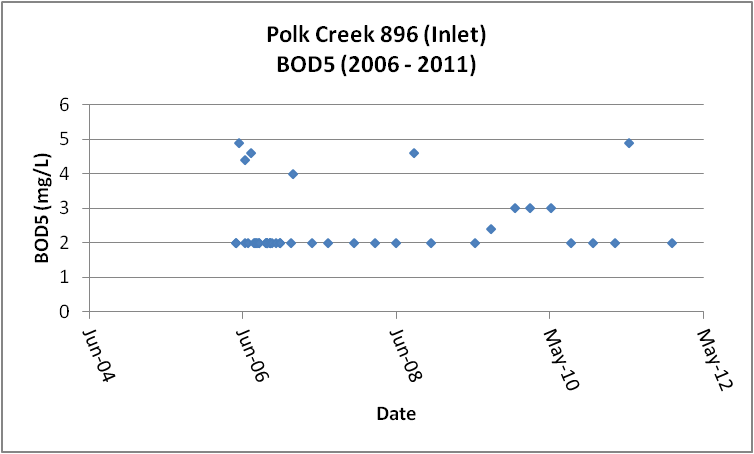 Polk Creek 896 (Inlet)
BOD5 (2006 - 2011)
6
5
4
3
2
1
0
BOD5 (mg/L)
Jun-04
Jun-06
Jun-08
May-10
May-12
Date